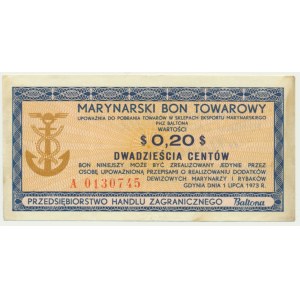 MARYNARSKI BON TOWAROWY
UPOWAŻNIA DO POBRANIA TOWARÓW W SKLEPACH EKSPORTU MARYNARSKIEGO
PHZ BALTONA
WARTOŚCI
$ 0,20 $
DWADZIEŚCIA CENTÓW
BON NINIEJSZY MOŻE BYĆ ZREALIZOWANY JEDYNIE PRZEZ
OSOBĘ UPOWAŻNIONĄ PRZEPISAMI O REALIZOWANIU DODATKÓW
DEWIZOWYCH MARYNARZY I RYBAKÓW
GDYNIA DNIA 1 LIPCA 1973 R.
A 0130745
PRZEDSIĘBIORSTWO HANDLU ZAGRANICZNEGO Baltona